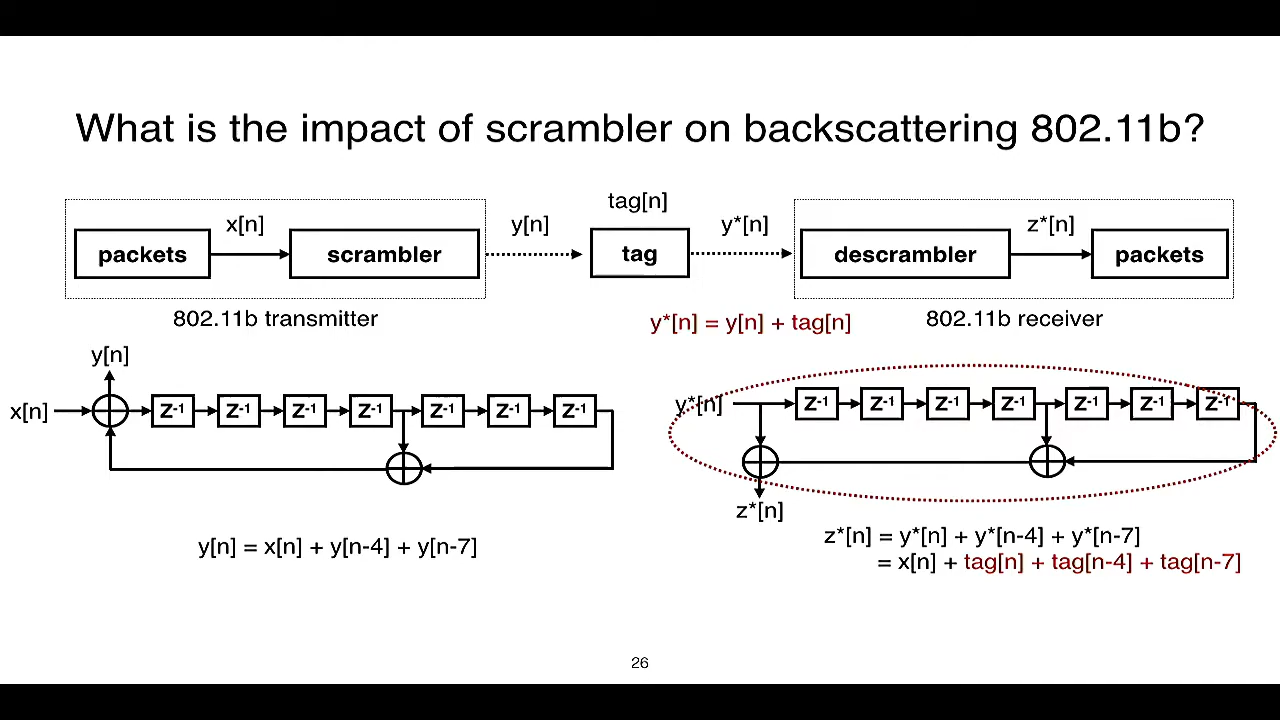 What is the impact of scrambler on backscattering 802.11b?
tag[n]
x[n] y[n] y*[n] z*[n]
packets scrambler tag descrambler packets
802.11b transmitter y*[n] = y[n] + tag[n] 802.11b receiver
y[n]
x[n] Z-1 Z-1 Z-1 Z-1 Z-1 Z-1 Z-1
y*[n] Z-1 Z-1 Z-1 Z-1 Z-1 Z-1 Z-1
z*[n]
y[n] = x[n] + y[n-4] + y[n-7]
z*[n] = y*[n] + y*[n-4] + y*[n-7]
= x[n] + tag[n] + tag[n-4] + tag[n-7]
26